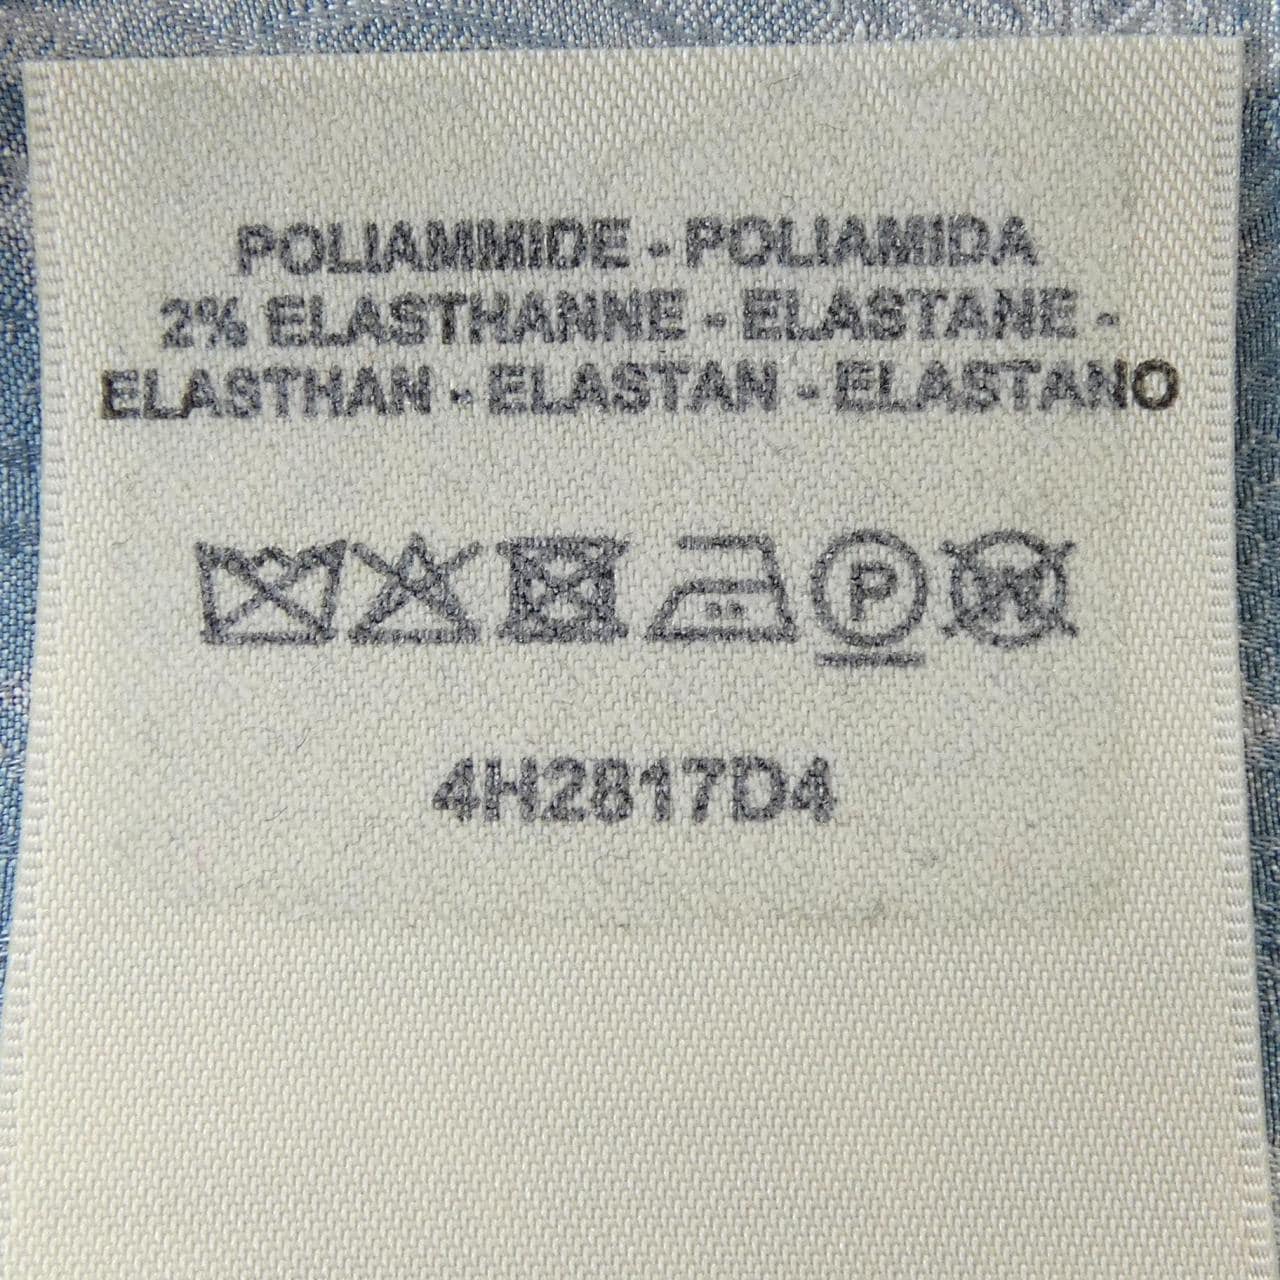 POLIAMMIDE - POLIAMIDA
2% ELASTHANNE - ELASTANE -
ELASTHAN - ELASTAN - ELASTANO
P W
4H2817D4